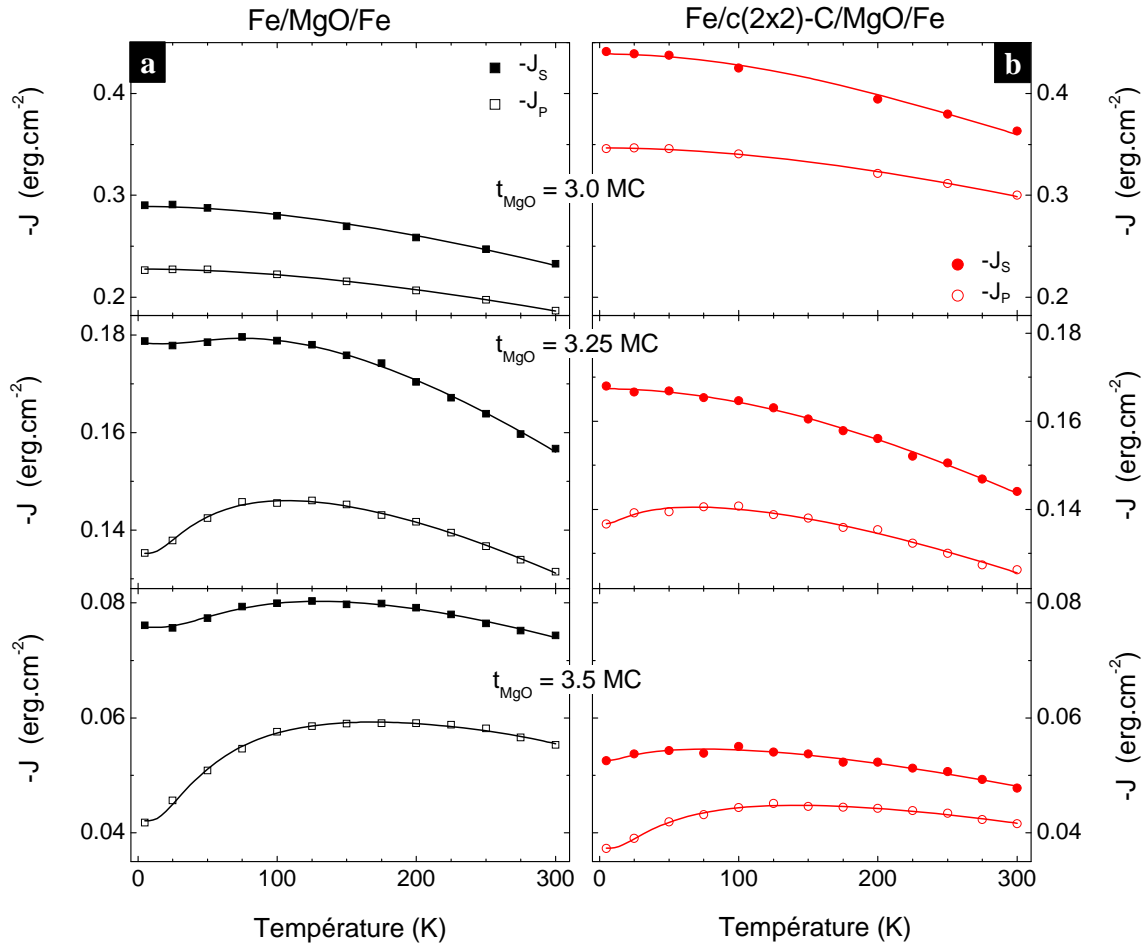 Fe/MgO/Fe
Fe/c(2x2)-C/MgO/Fe
a
b
-J_S
-J_P
-J_S
-J_P
t_MgO = 3.0 MC
t_MgO = 3.25 MC
t_MgO = 3.5 MC
-J (erg.cm^-2)
0.4
0.3
0.2
-J (erg.cm^-2)
0.18
0.16
0.14
-J (erg.cm^-2)
0.08
0.06
0.04
0.4
0.3
0.2
-J (erg.cm^-2)
0.18
0.16
0.14
-J (erg.cm^-2)
0.08
0.06
0.04
-J (erg.cm^-2)
0 100 200 300
0 100 200 300
Température (K)
Température (K)